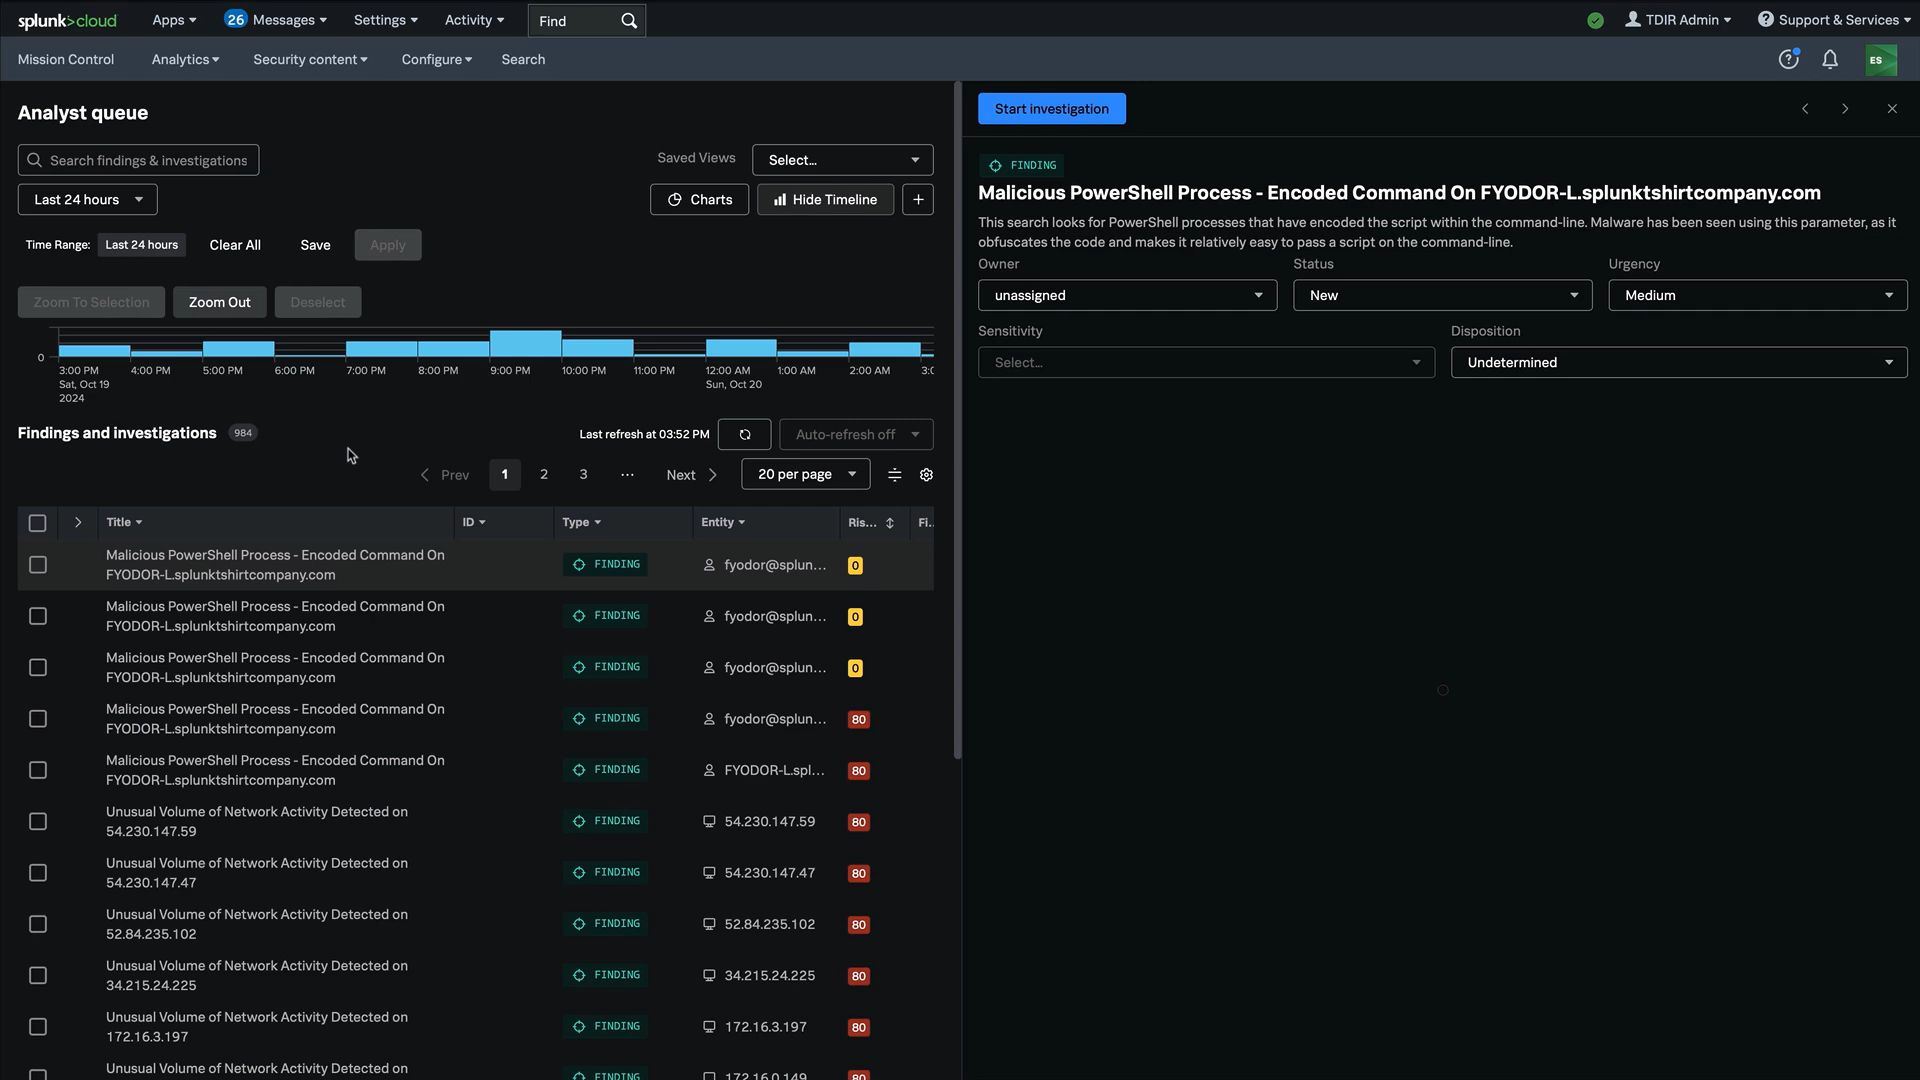 splunk>cloud Apps 26 Messages Settings Activity Find TDIR Admin Support & Services
Mission Control Analytics Security content Configure Search ES
Analyst queue
Search findings & investigations
Saved Views Select...
Last 24 hours
Charts Hide Timeline +
Time Range: Last 24 hours Clear All Save Apply
Zoom To Selection Zoom Out Deselect
0
3:00 PM 4:00 PM 5:00 PM 6:00 PM 7:00 PM 8:00 PM 9:00 PM 10:00 PM 11:00 PM 12:00 AM 1:00 AM 2:00 AM
Sat, Oct 19 Sun, Oct 20
2024
Findings and investigations 984
Last refresh at 03:52 PM Auto-refresh off
Prev 1 2 3 ... Next 20 per page
Title ID Type Entity Ris... Fi..
Malicious PowerShell Process - Encoded Command On
FYODOR-L.splunktshirtcompany.com
FINDING fyodor@splun... 0
Malicious PowerShell Process - Encoded Command On
FYODOR-L.splunktshirtcompany.com
FINDING fyodor@splun... 0
Malicious PowerShell Process - Encoded Command On
FYODOR-L.splunktshirtcompany.com
FINDING fyodor@splun... 0
Malicious PowerShell Process - Encoded Command On
FYODOR-L.splunktshirtcompany.com
FINDING fyodor@splun... 80
Malicious PowerShell Process - Encoded Command On
FYODOR-L.splunktshirtcompany.com
FINDING FYODOR-L.spl... 80
Unusual Volume of Network Activity Detected on
54.230.147.59
FINDING 54.230.147.59 80
Unusual Volume of Network Activity Detected on
54.230.147.47
FINDING 54.230.147.47 80
Unusual Volume of Network Activity Detected on
52.84.235.102
FINDING 52.84.235.102 80
Unusual Volume of Network Activity Detected on
34.215.24.225
FINDING 34.215.24.225 80
Unusual Volume of Network Activity Detected on
172.16.3.197
FINDING 172.16.3.197 80
Unusual Volume of Network Activity Detected on
FINDING 172.16.0.149 80
Start investigation
FINDING
Malicious PowerShell Process - Encoded Command On FYODOR-L.splunktshirtcompany.com
This search looks for PowerShell processes that have encoded the script within the command-line. Malware has been seen using this parameter, as it
obfuscates the code and makes it relatively easy to pass a script on the command-line.
Owner Status Urgency
unassigned New Medium
Sensitivity Disposition
Select... Undetermined